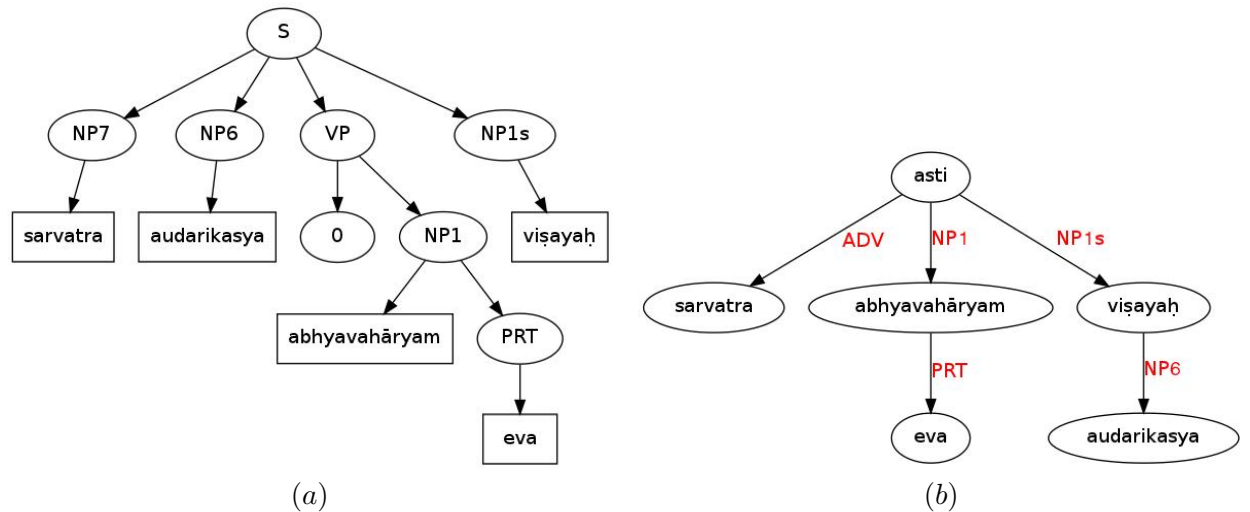 S
NP7 NP6 VP NP1s
sarvatra audarikasya 0 NP1 viṣayaḥ
abhyavahāryam PRT
eva
(a)
asti
ADV NP1 NP1s
sarvatra abhyavahāryam viṣayaḥ
PRT NP6
eva audarikasya
(b)